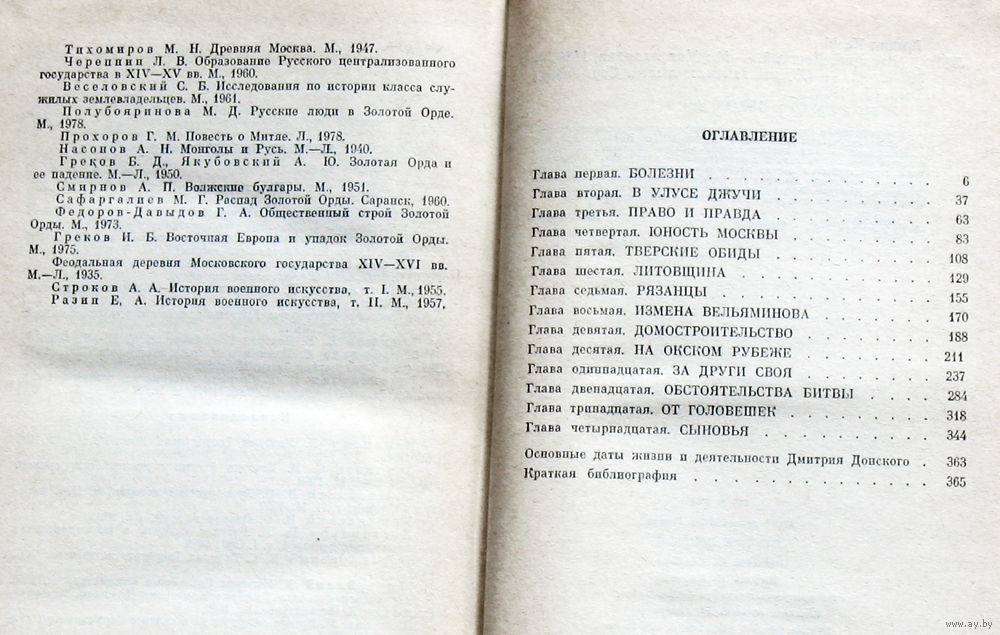 Тихомиров М. Н. Древняя Москва. М., 1947.
Черепнин Л. В. Образование Русского централизованного
государства в XIV—XV вв. М., 1960.
Веселовский С. Б. Исследования по истории класса слу-
жилых землевладельцев. М., 1961.
Полубояринова М. Д. Русские люди в Золотой Орде.
М., 1978.
Прохоров Г. М. Повесть о Митяе. Л., 1978.
Насонов А. Н. Монголы и Русь. М.—Л., 1940.
Греков Б. Д., Якубовский А. Ю. Золотая Орда и
ее падение. М.—Л., 1950.
Смирнов А. П. Волжские булгары. М., 1951.
Сафаргалиев М. Г. Распад Золотой Орды. Саранск, 1960.
Федоров-Давыдов Г. А. Общественный строй Золотой
Орды. М., 1973.
Греков И. Б. Восточная Европа и упадок Золотой Орды.
М., 1975.
Феодальная деревня Московского государства XIV—XVI вв.
М.—Л., 1935.
Строков А. А. История военного искусства, т. I. М., 1955.
Разин Е, А. История военного искусства, т. II. М., 1957.
ОГЛАВЛЕНИЕ
Глава первая. БОЛЕЗНИ . . . . . . . . . . . 6
Глава вторая. В УЛУСЕ ДЖУЧИ . . . . . . . . . 37
Глава третья. ПРАВО И ПРАВДА . . . . . . . . . 63
Глава четвертая. ЮНОСТЬ МОСКВЫ . . . . . . . . 83
Глава пятая. ТВЕРСКИЕ ОБИДЫ . . . . . . . . . 108
Глава шестая. ЛИТОВЩИНА . . . . . . . . . . 129
Глава седьмая. РЯЗАНЦЫ . . . . . . . . . . . 155
Глава восьмая. ИЗМЕНА ВЕЛЬЯМИНОВА . . . . . . . 170
Глава девятая. ДОМОСТРОИТЕЛЬСТВО . . . . . . . 188
Глава десятая. НА ОКСКОМ РУБЕЖЕ . . . . . . . . 211
Глава одиннадцатая. ЗА ДРУГИ СВОЯ . . . . . . . 237
Глава двенадцатая. ОБСТОЯТЕЛЬСТВА БИТВЫ . . . . 284
Глава тринадцатая. ОТ ГОЛОВЕШЕК . . . . . . . . 318
Глава четырнадцатая. СЫНОВЬЯ . . . . . . . . . 344
Основные даты жизни и деятельности Дмитрия Донского . 363
Краткая библиография . . . . . . . . . . . . 365
www.ay.by